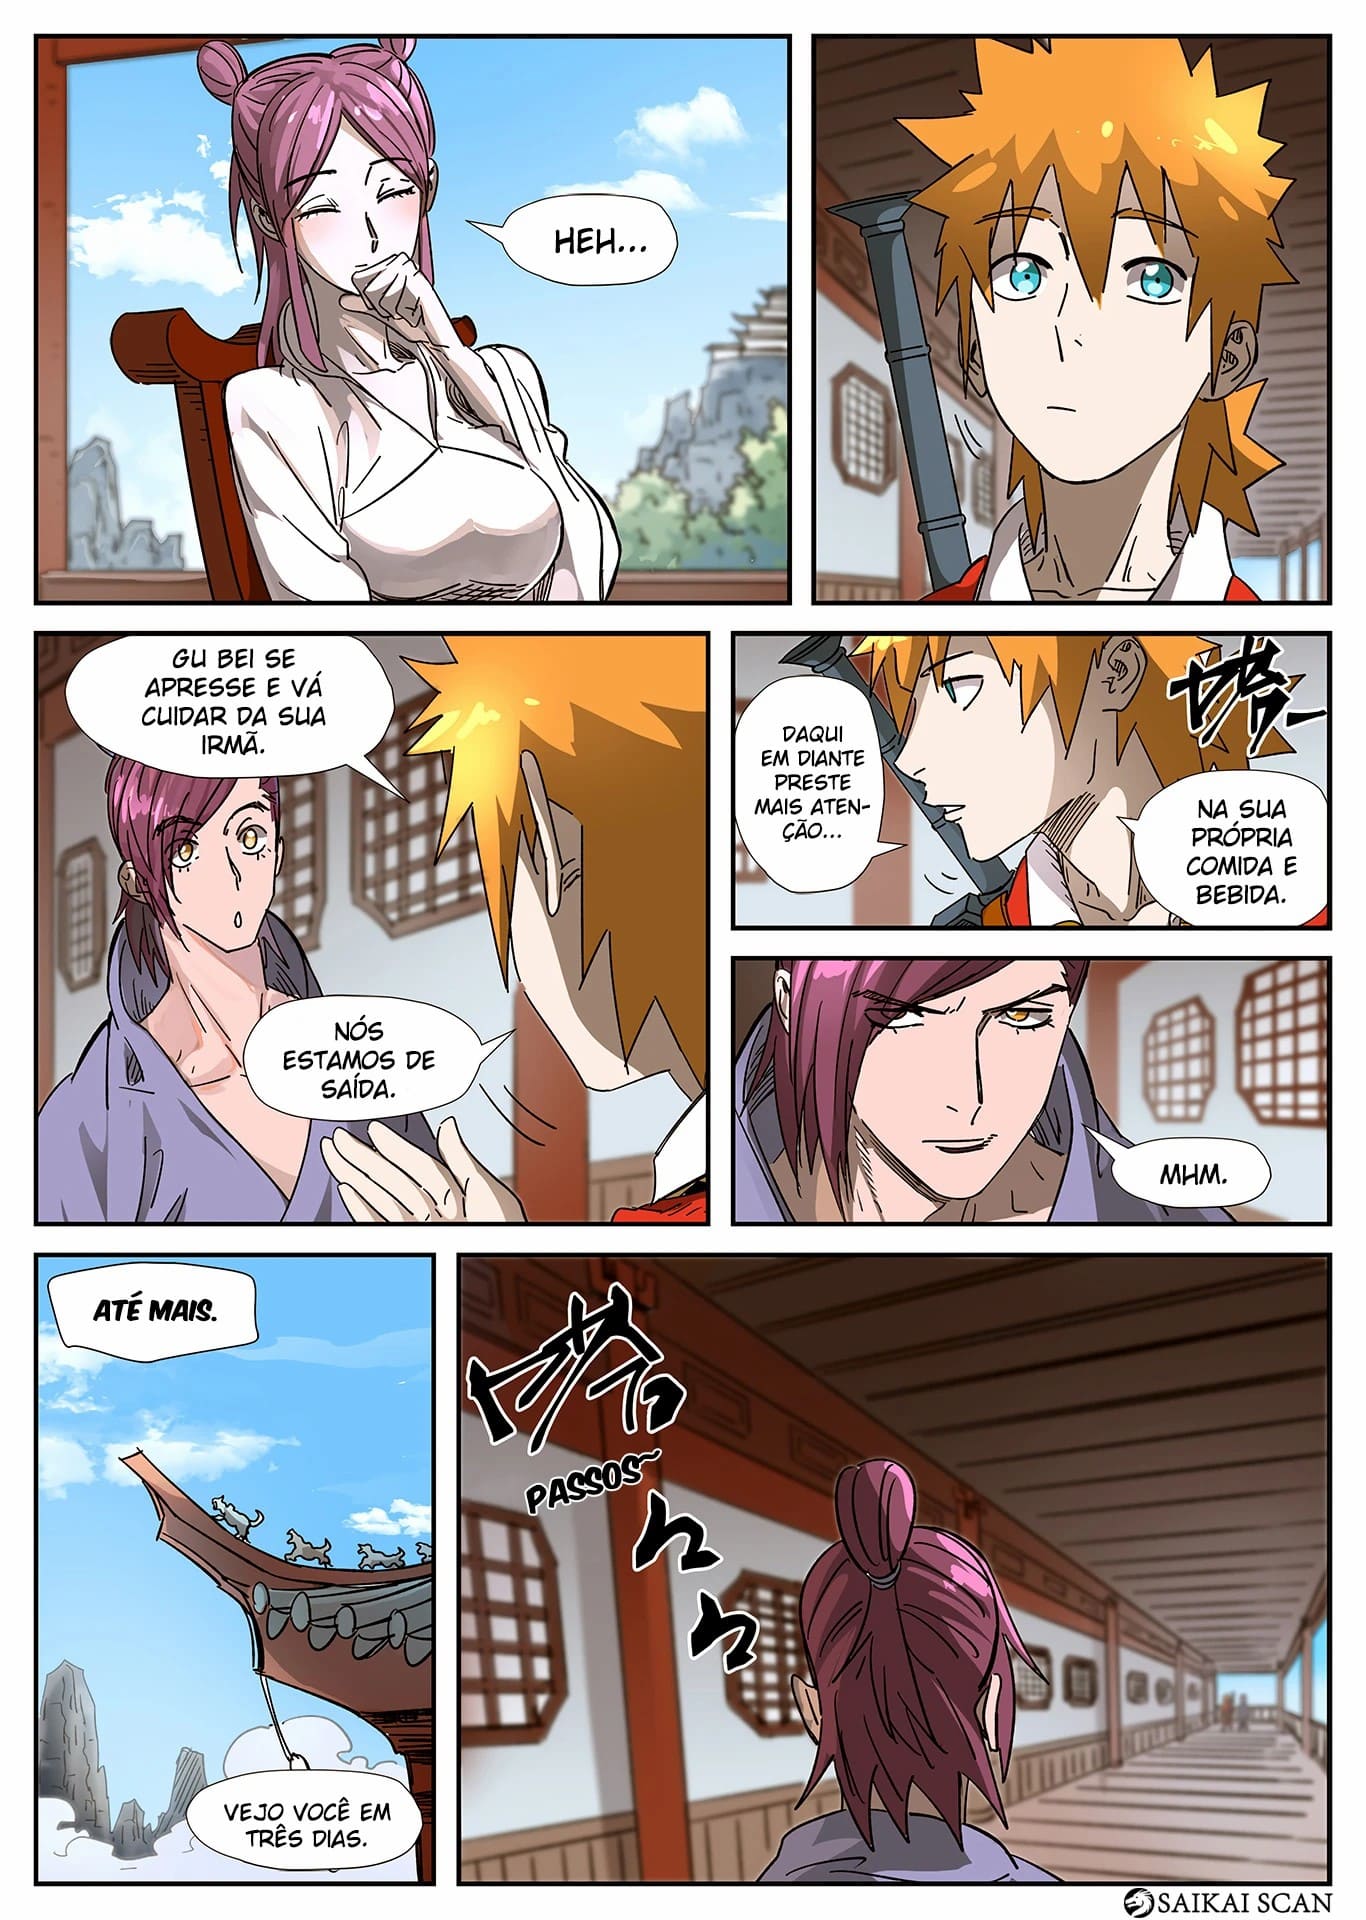 HEH...
GU BEI SE
APRESSE E VÁ
CUIDAR DA SUA
IRMÃ.
NÓS
ESTAMOS DE
SAÍDA.
DAQUI
EM DIANTE
PRESTE
MAIS ATEN-
ÇÃO...
NA SUA
PRÓPRIA
COMIDA E
BEBIDA.
MHM.
ATÉ MAIS.
VEJO VOCÊ EM
TRÊS DIAS.
PASSOS~
SAIKAI SCAN